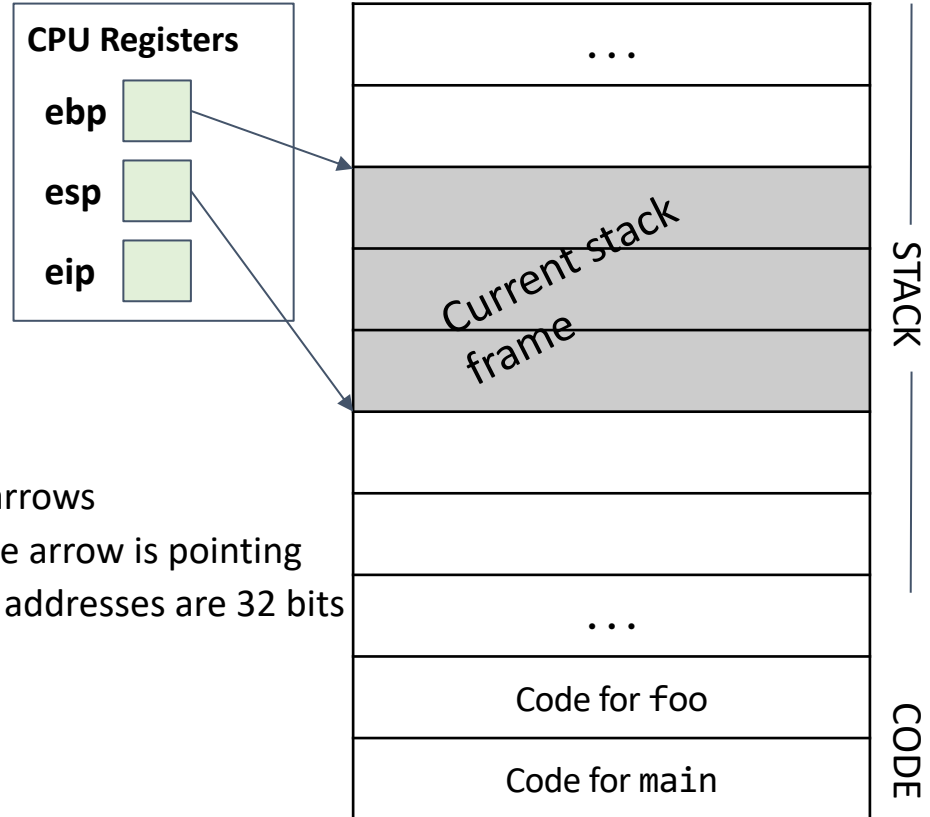 CPU Registers
ebp
esp
eip
...
Current stack
frame
STACK
arrows
e arrow is pointing
addresses are 32 bits
...
Code for foo
Code for main
CODE